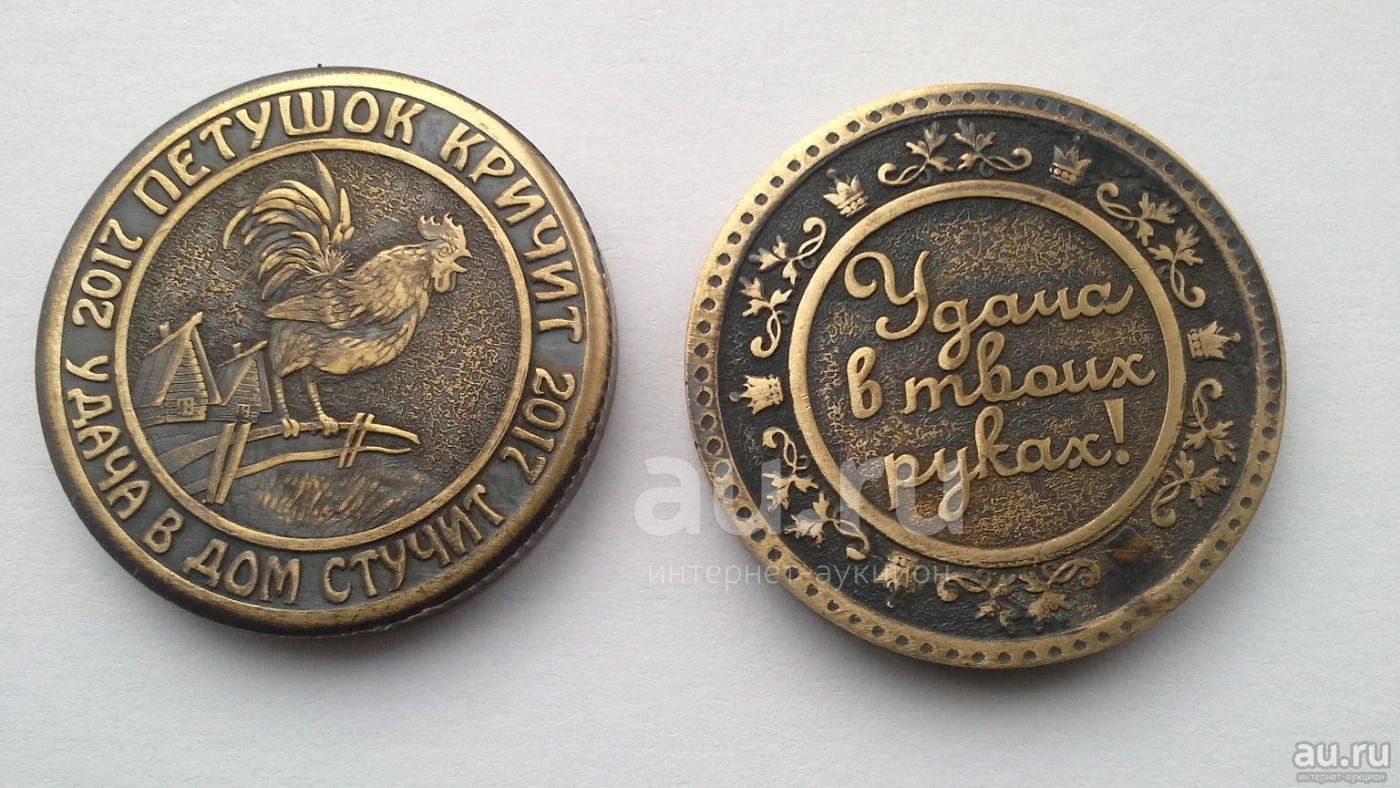 2017 ПЕТУШОК КРИЧИТ 2017
УДАЧА В ДОМ СТУЧИТ
Удача
в твоих
руках!
au.ru
интернет-аукцион
au.ru
интернет-аукцион